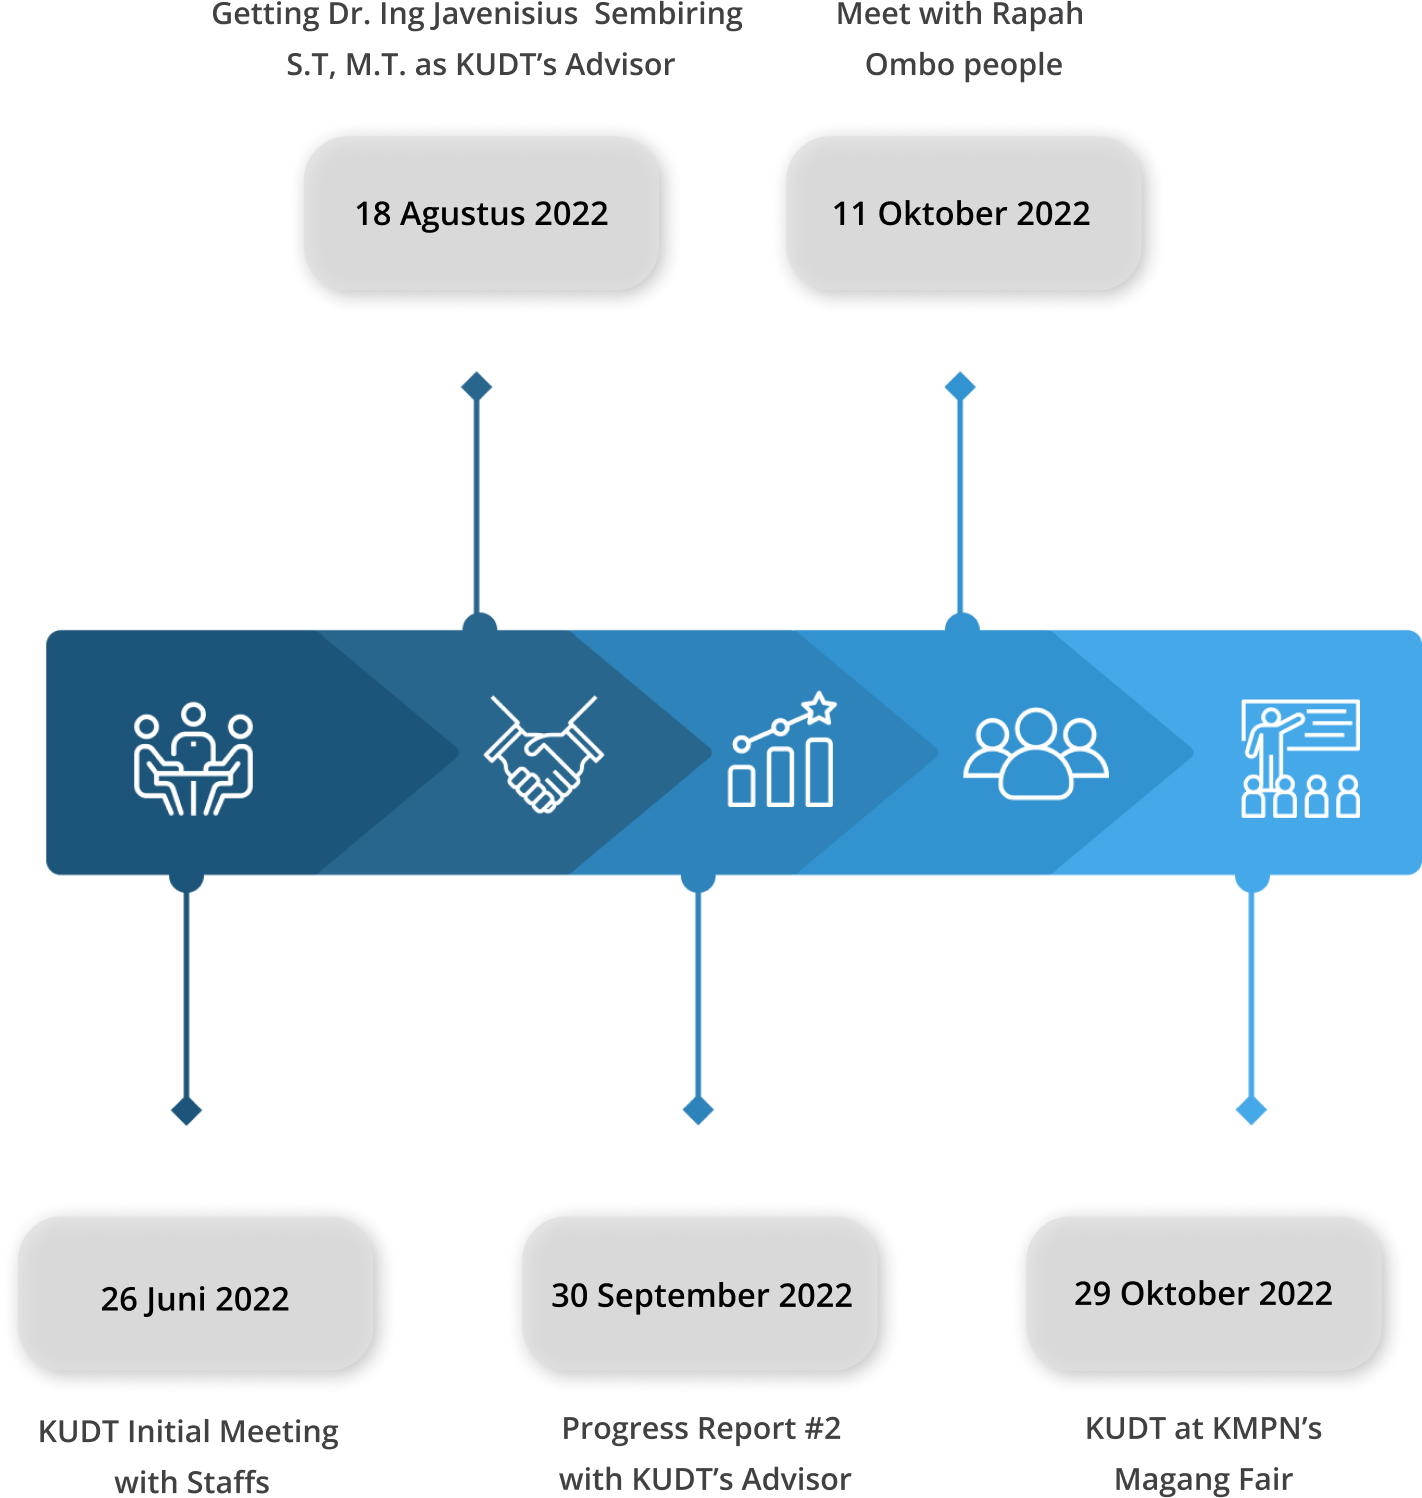 Getting Dr. Ing Javenisius  Sembiring
S.T, M.T. as KUDT’s Advisor
Meet with Rapah
Ombo people
18 Agustus 2022
11 Oktober 2022
26 Juni 2022
KUDT Initial Meeting
with Staffs
30 September 2022
Progress Report #2
with KUDT’s Advisor
29 Oktober 2022
KUDT at KMPN’s
Magang Fair